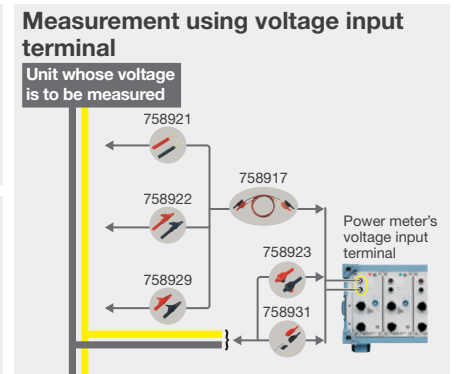 Measurement using voltage input
terminal
Unit whose voltage
is to be measured
758921
758917
758922
Power meter's
voltage input
terminal
758923
758929
758931